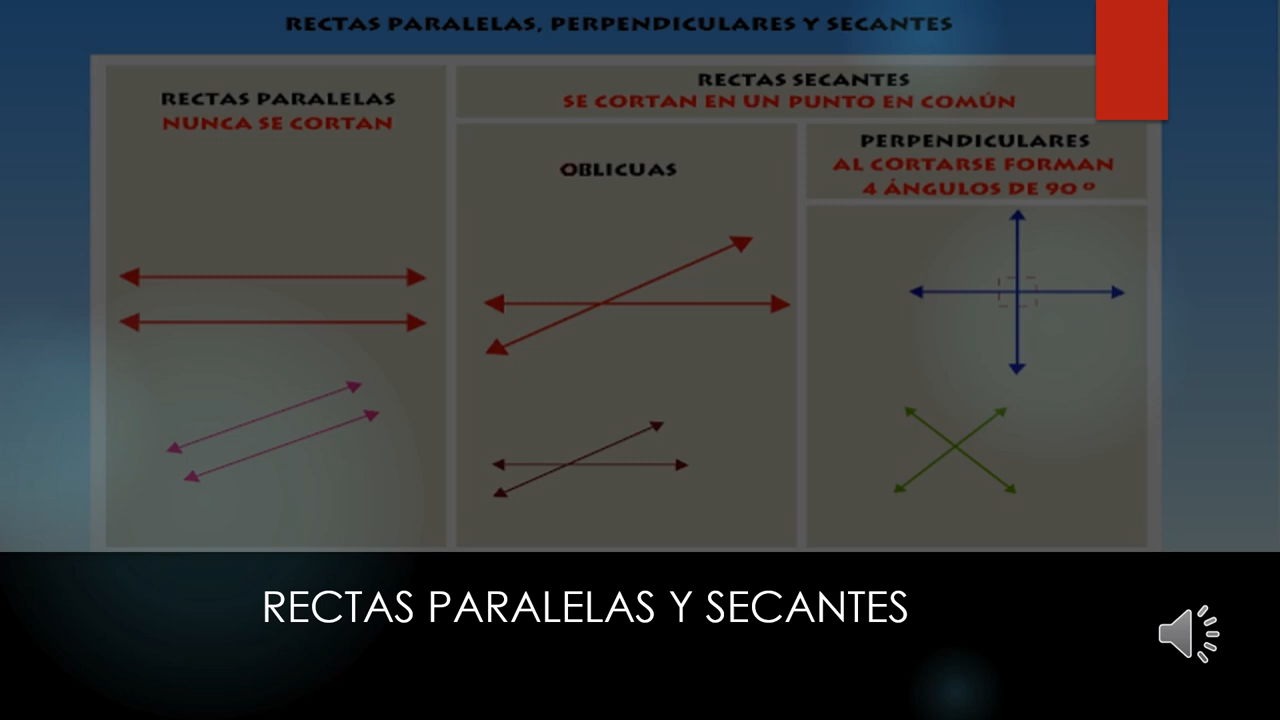 RECTAS PARALELAS, PERPENDICULARES Y SECANTES
RECTAS PARALELAS
NUNCA SE CORTAN
RECTAS SECANTES
SE CORTAN EN UN PUNTO EN COMÚN
OBLICUAS
PERPENDICULARES
AL CORTARSE FORMAN
4 ÁNGULOS DE 90 º
RECTAS PARALELAS Y SECANTES